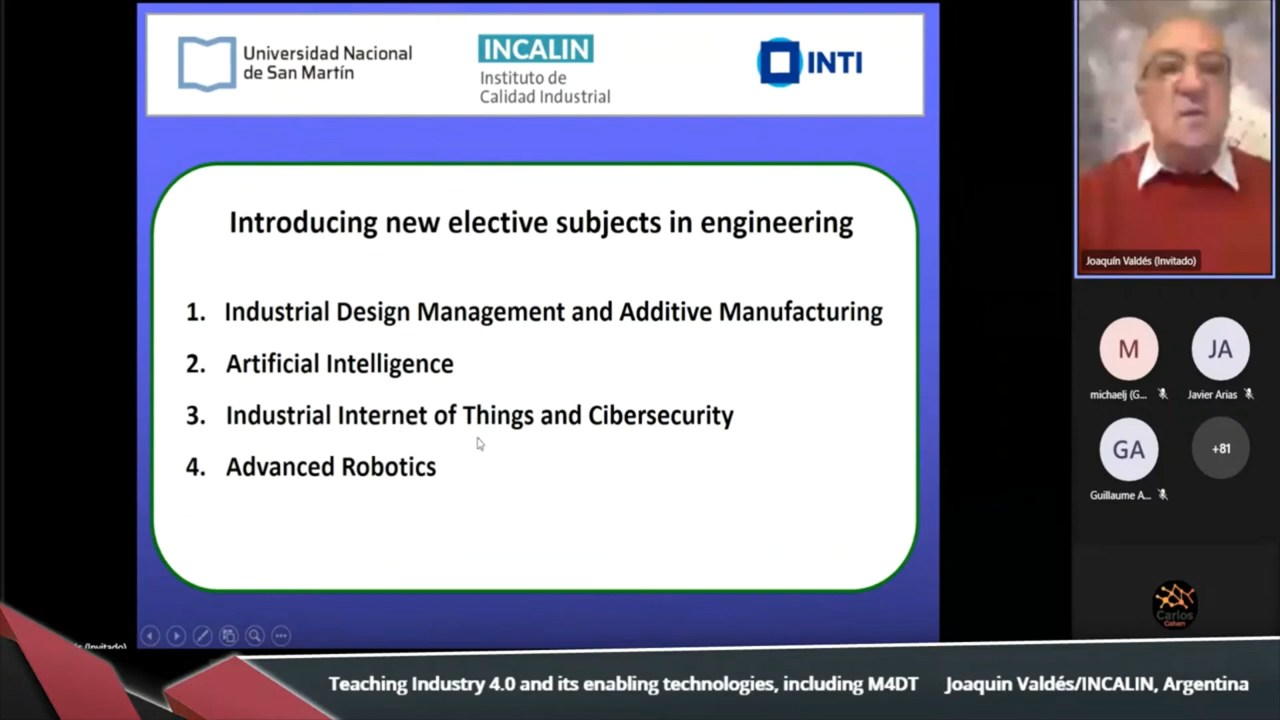 Universidad Nacional
de San Martín
INCALIN
Instituto de
Calidad Industrial
INTI
Introducing new elective subjects in engineering
1. Industrial Design Management and Additive Manufacturing
2. Artificial Intelligence
3. Industrial Internet of Things and Cibersecurity
4. Advanced Robotics
Joaquín Valdés (Invitado)
M
JA
michaelj (G...
Javier Arias
GA
+81
Guillaume A...
Carlos
(Invitado)
Teaching Industry 4.0 and its enabling technologies, including M4DT
Joaquin Valdés/INCALIN, Argentina